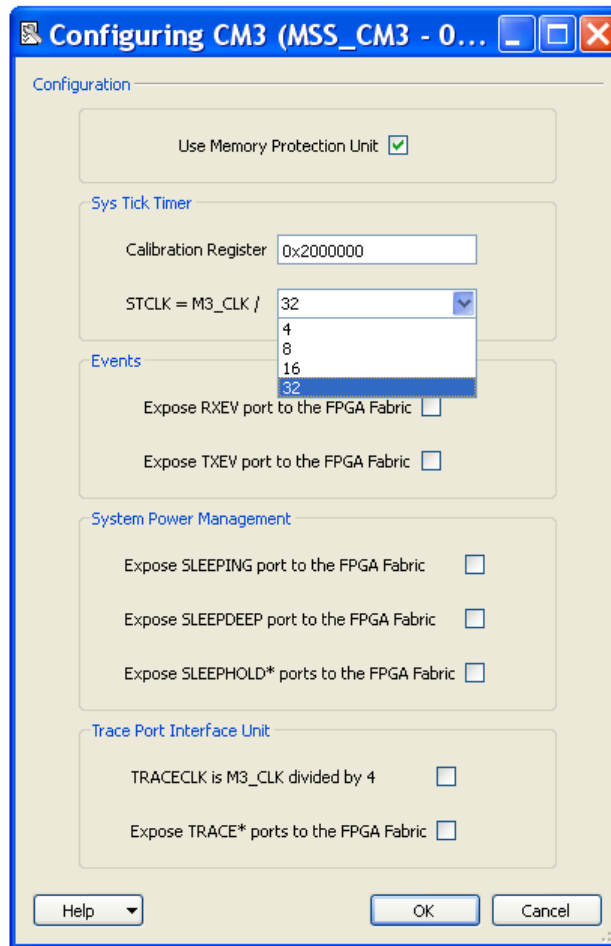 Configuring CM3 (MSS_CM3 - 0...
Configuration
Use Memory Protection Unit
Sys Tick Timer
Calibration Register 0x2000000
STCLK = M3_CLK / 32
4
8
16
32
Events
Expose RXEV port to the FPGA Fabric
Expose TXEV port to the FPGA Fabric
System Power Management
Expose SLEEPING port to the FPGA Fabric
Expose SLEEPDEEP port to the FPGA Fabric
Expose SLEEPHOLD* ports to the FPGA Fabric
Trace Port Interface Unit
TRACECLK is M3_CLK divided by 4
Expose TRACE* ports to the FPGA Fabric
Help OK Cancel